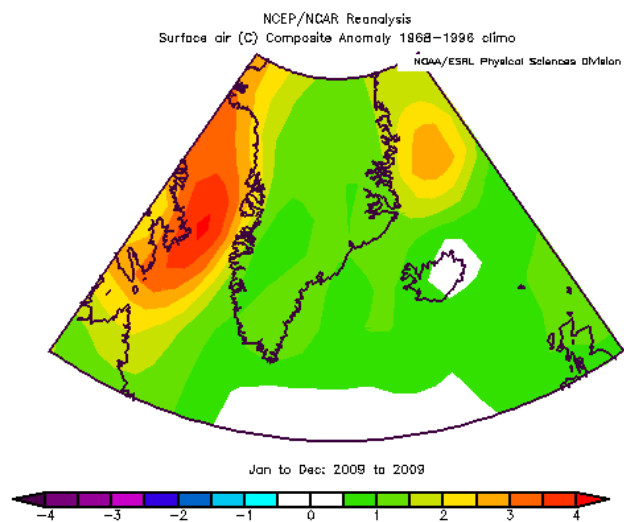 NCEP/NCAR Reanalysis
Surface air (C) Composite Anomaly 1968-1996 climo
NOAA/ESRL Physical Sciences Division
Jan to Dec: 2009 to 2009
-4 -3 -2 -1 0 1 2 3 4